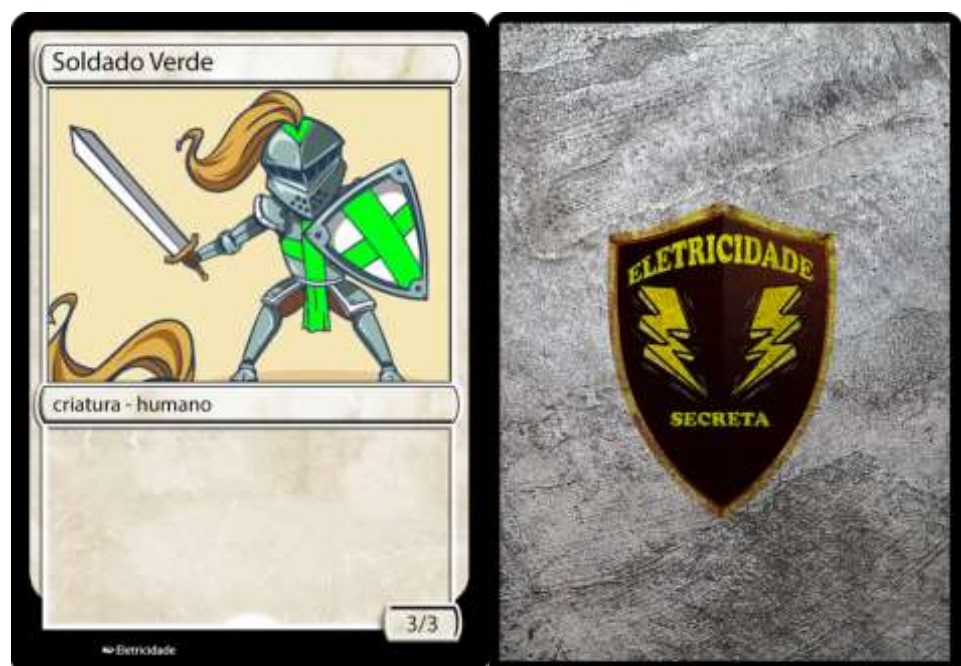 Soldado Verde
criatura - humano
3/3
Eletricidade
ELETRICIDADE
SECRETA